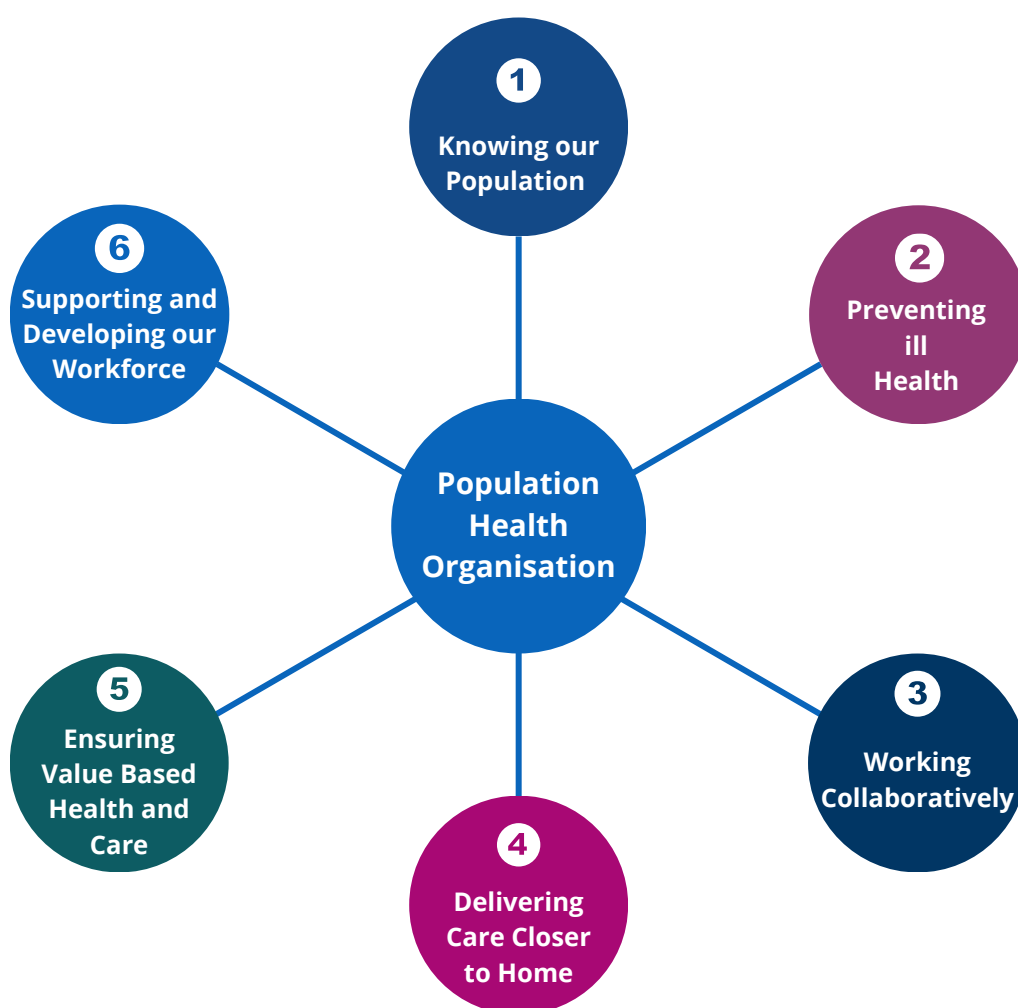 1
Knowing our
Population
2
Preventing
ill
Health
3
Working
Collaboratively
4
Delivering
Care Closer
to Home
5
Ensuring
Value Based
Health and
Care
6
Supporting and
Developing our
Workforce
Population
Health
Organisation